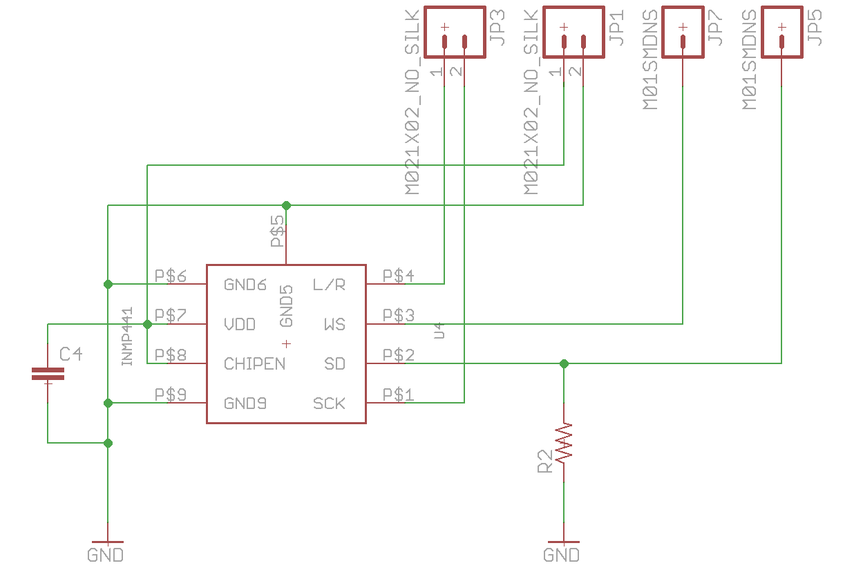 M021X02_NO_SILK
JP3
M021X02_NO_SILK
JP1
M01SMDNS
JP7
M01SMDNS
JP5
1
2
1
2
P$5
P$6
GND6
GND5
L/R
P$4
INMP441
P$7
VDD
WS
P$3
U4
C4
P$8
CHIPEN
SD
P$2
P$9
GND9
SCK
P$1
R2
GND
GND